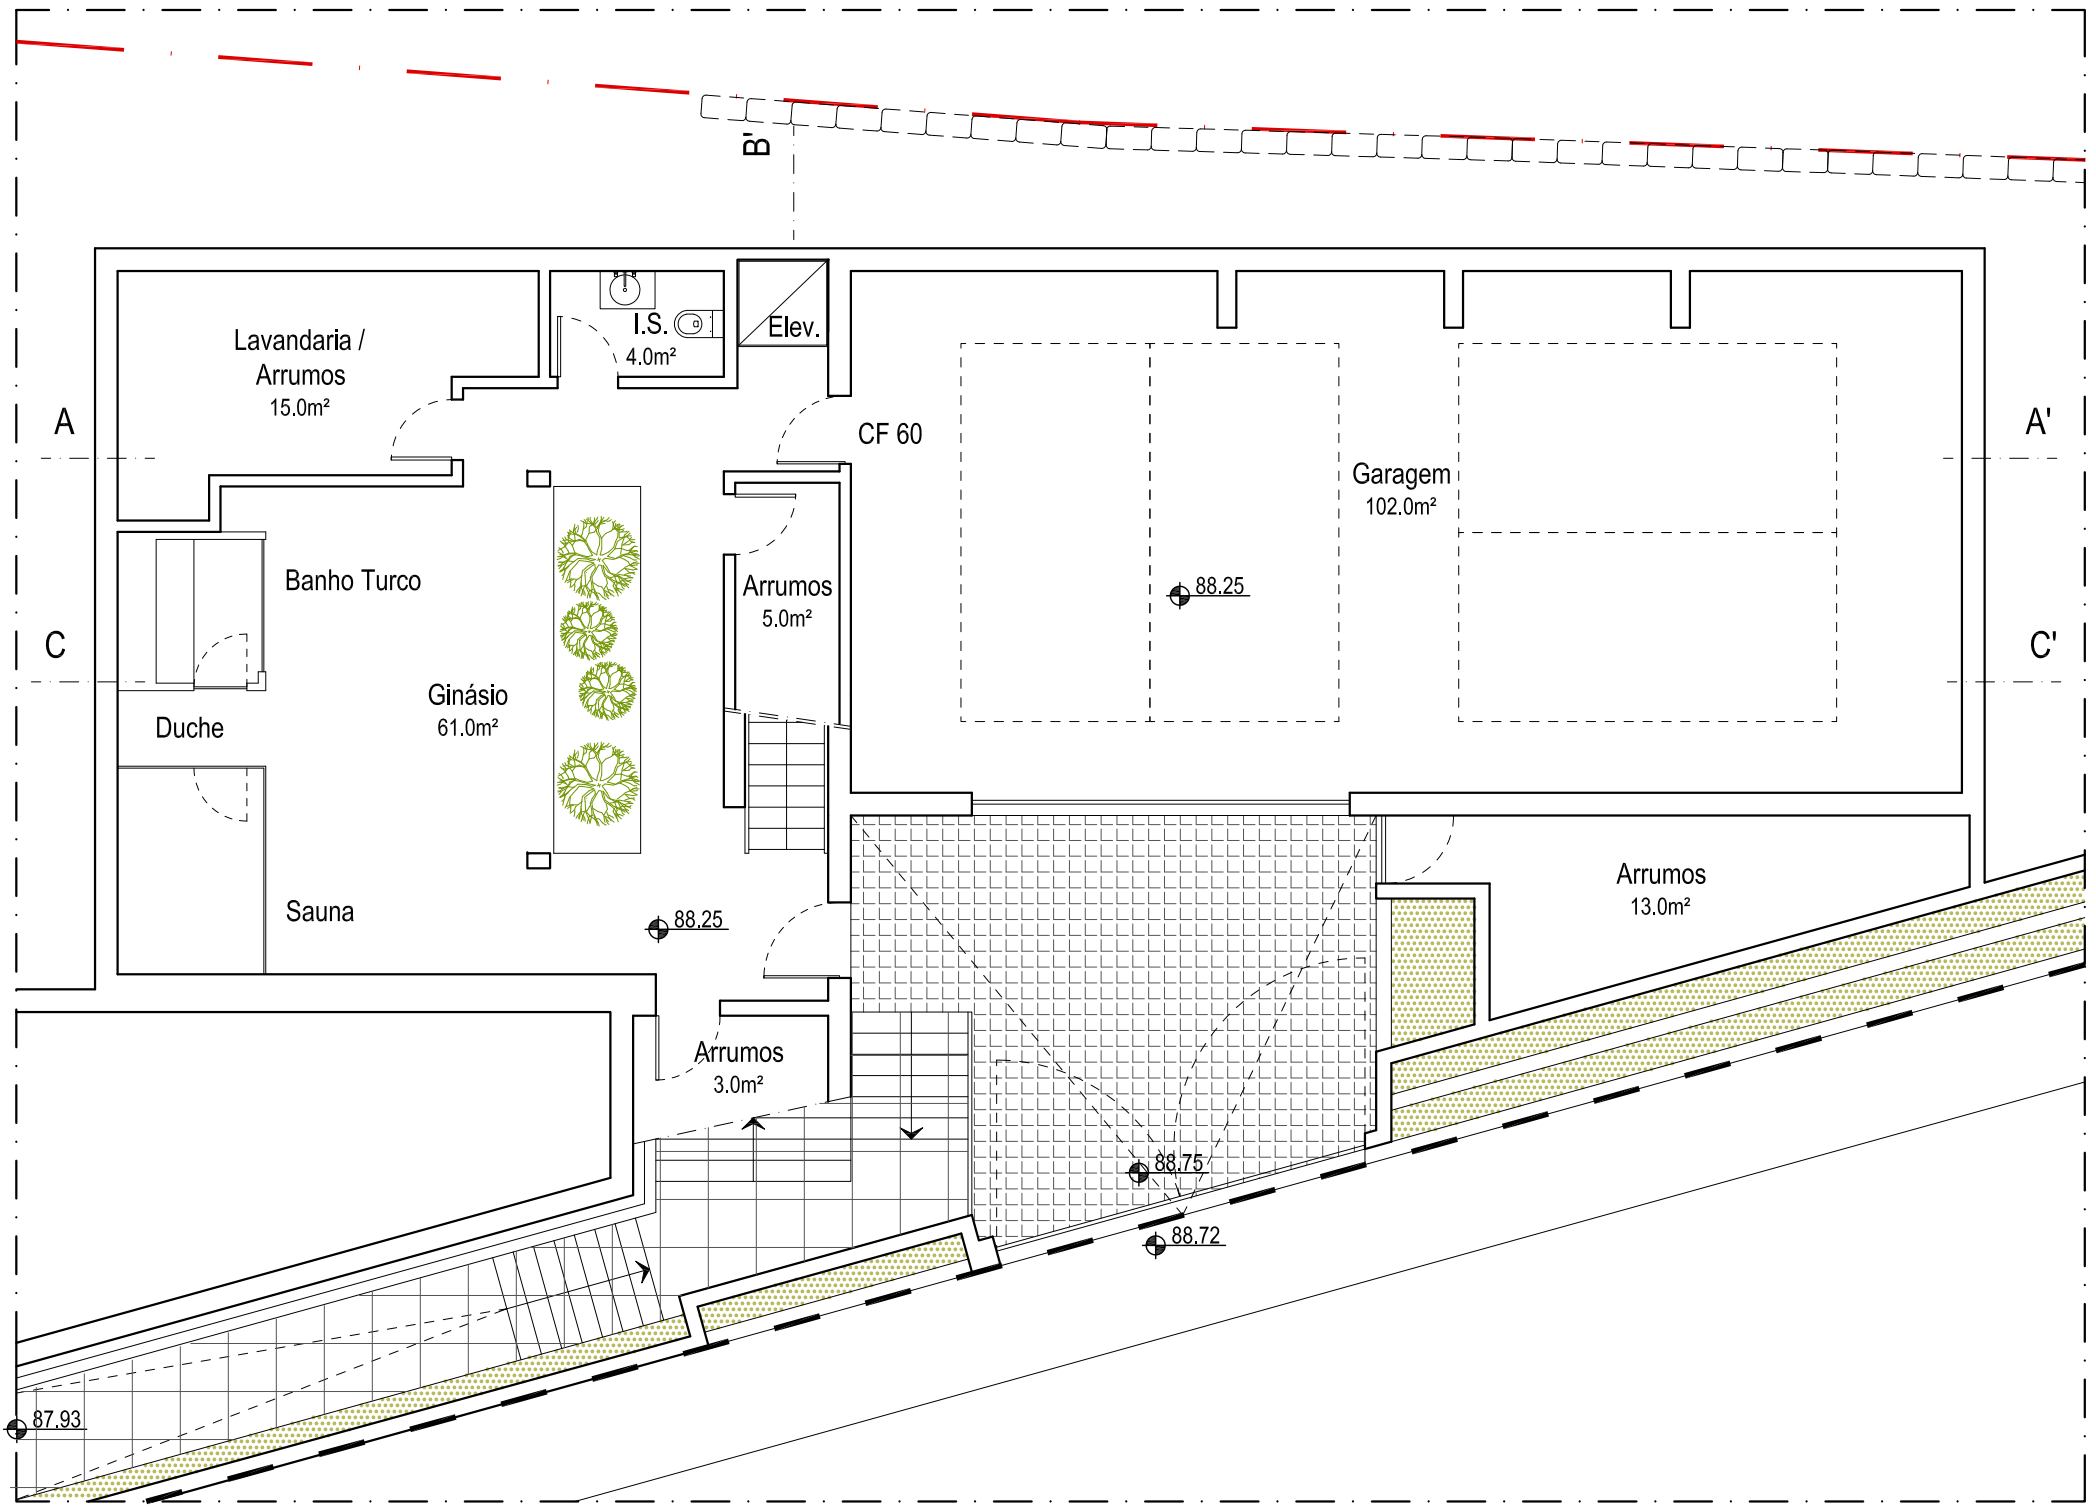 B'
Lavandaria /
Arrumos
15.0m²
I.S.
4.0m²
Elev.
A
CF 60
A'
Garagem
102.0m²
Banho Turco
Arrumos
5.0m²
88.25
C
C'
Ginásio
61.0m²
Duche
Sauna
88.25
Arrumos
13.0m²
Arrumos
3.0m²
88.75
88.72
87.93